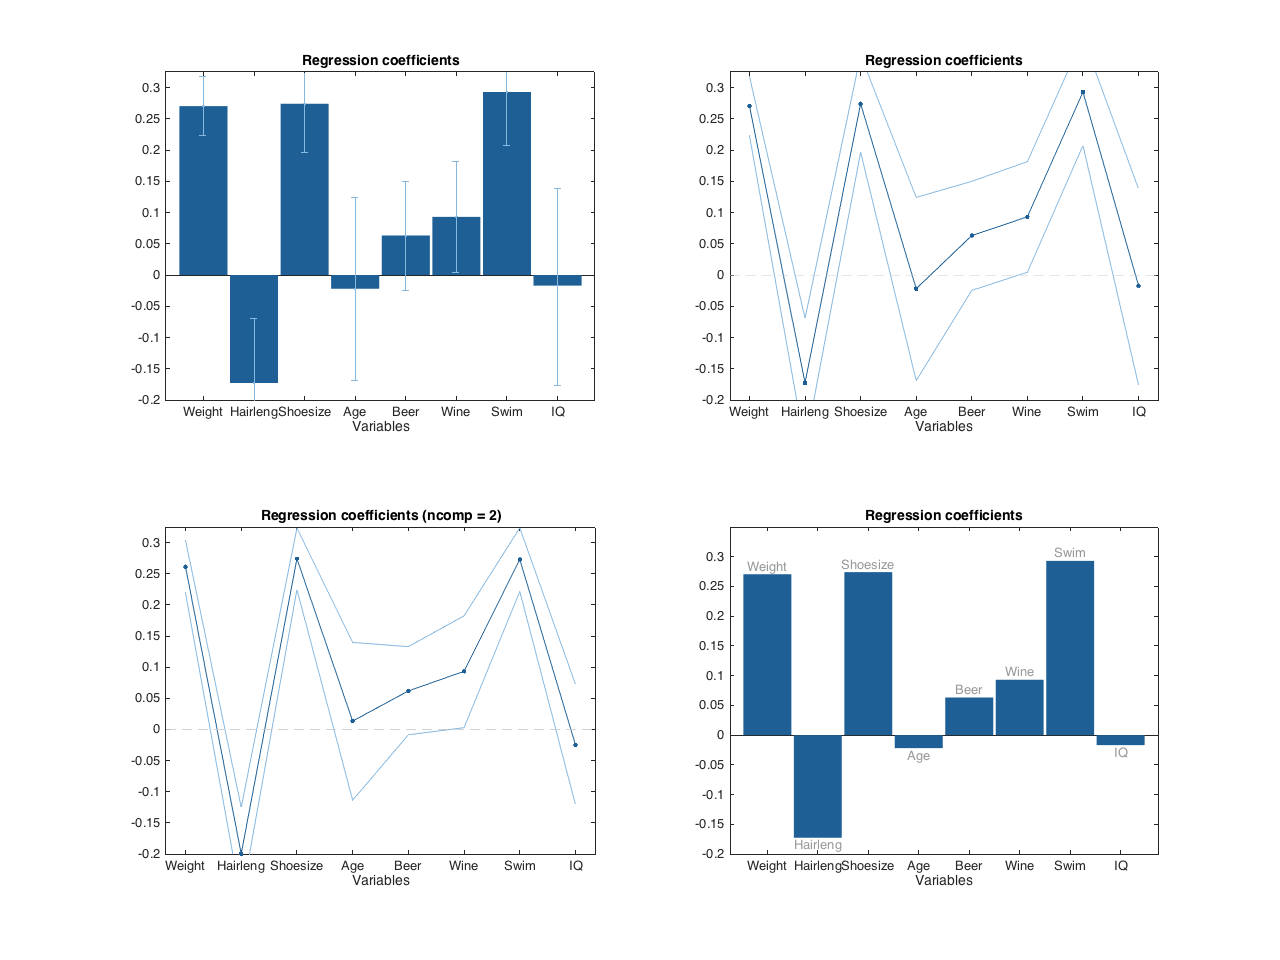 Regression coefficients
0.3
0.25
0.2
0.15
0.1
0.05
0
-0.05
-0.1
-0.15
-0.2
Weight Hairleng Shoesize Age Beer Wine Swim IQ
Variables
Regression coefficients
0.3
0.25
0.2
0.15
0.1
0.05
0
-0.05
-0.1
-0.15
-0.2
Weight Hairleng Shoesize Age Beer Wine Swim IQ
Variables
Regression coefficients (ncomp = 2)
0.3
0.25
0.2
0.15
0.1
0.05
0
-0.05
-0.1
-0.15
-0.2
Weight Hairleng Shoesize Age Beer Wine Swim IQ
Variables
Regression coefficients
0.3
0.25
0.2
0.15
0.1
0.05
0
-0.05
-0.1
-0.15
-0.2
Weight
Hairleng
Shoesize
Age
Beer
Wine
Swim
IQ
Weight Hairleng Shoesize Age Beer Wine Swim IQ
Variables